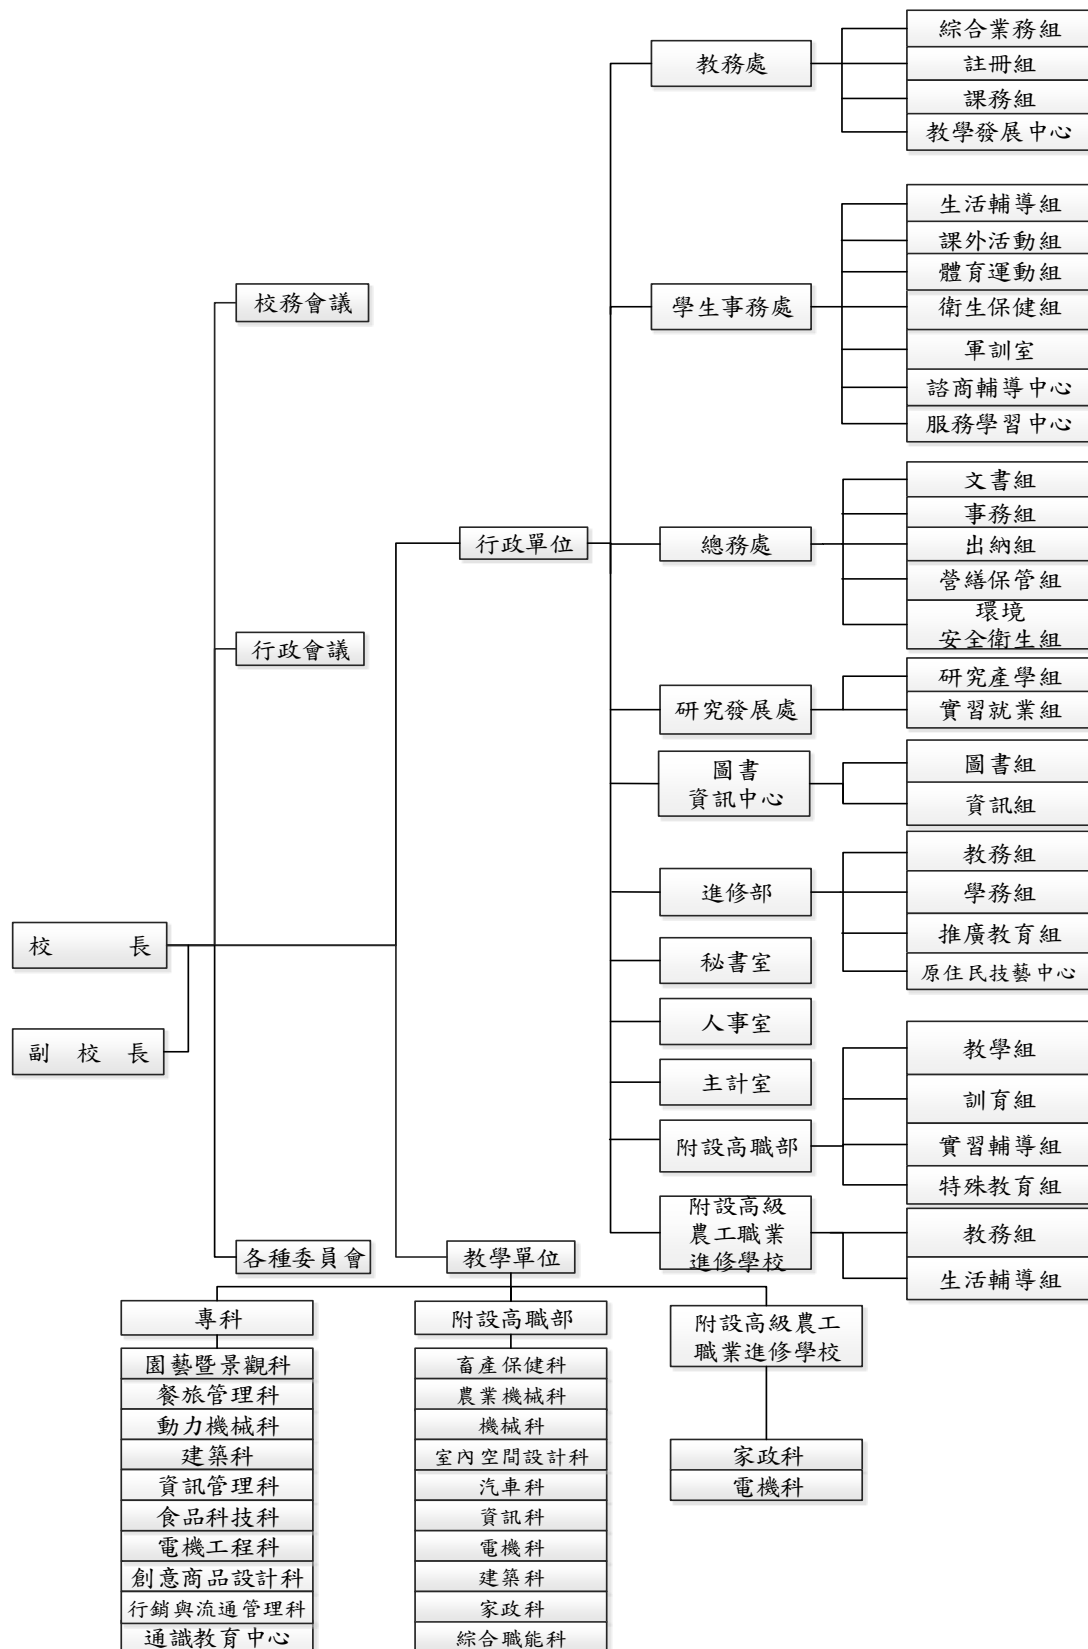 校長
副校長
校務會議
行政會議
各種委員會
行政單位
教務處
綜合業務組
註冊組
課務組
教學發展中心
學生事務處
生活輔導組
課外活動組
體育運動組
衛生保健組
軍訓室
諮商輔導中心
服務學習中心
總務處
文書組
事務組
出納組
營繕保管組
環境
安全衛生組
研究發展處
研究產學組
實習就業組
圖書
資訊中心
圖書組
資訊組
進修部
教務組
學務組
推廣教育組
原住民技藝中心
秘書室
人事室
主計室
附設高職部
教學組
訓育組
實習輔導組
特殊教育組
附設高級
農工職業
進修學校
教務組
生活輔導組
教學單位
專科
園藝暨景觀科
餐旅管理科
動力機械科
建築科
資訊管理科
食品科技科
電機工程科
創意商品設計科
行銷與流通管理科
通識教育中心
附設高職部
畜產保健科
農業機械科
機械科
室內空間設計科
汽車科
資訊科
電機科
建築科
家政科
綜合職能科
附設高級農工
職業進修學校
家政科
電機科